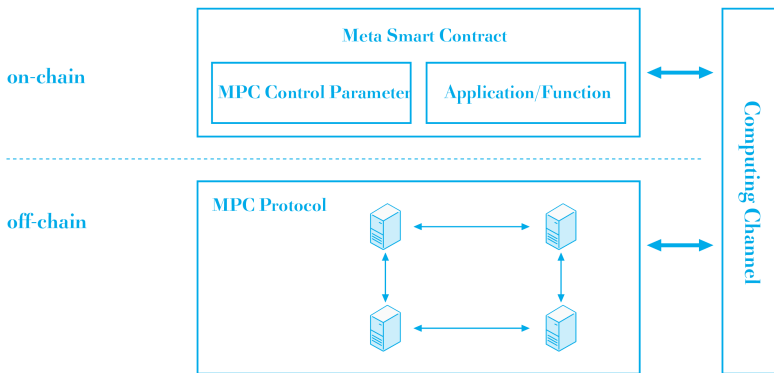 Meta Smart Contract
on-chain
MPC Control Parameter
Application/Function
off-chain
MPC Protocol
Computing Channel